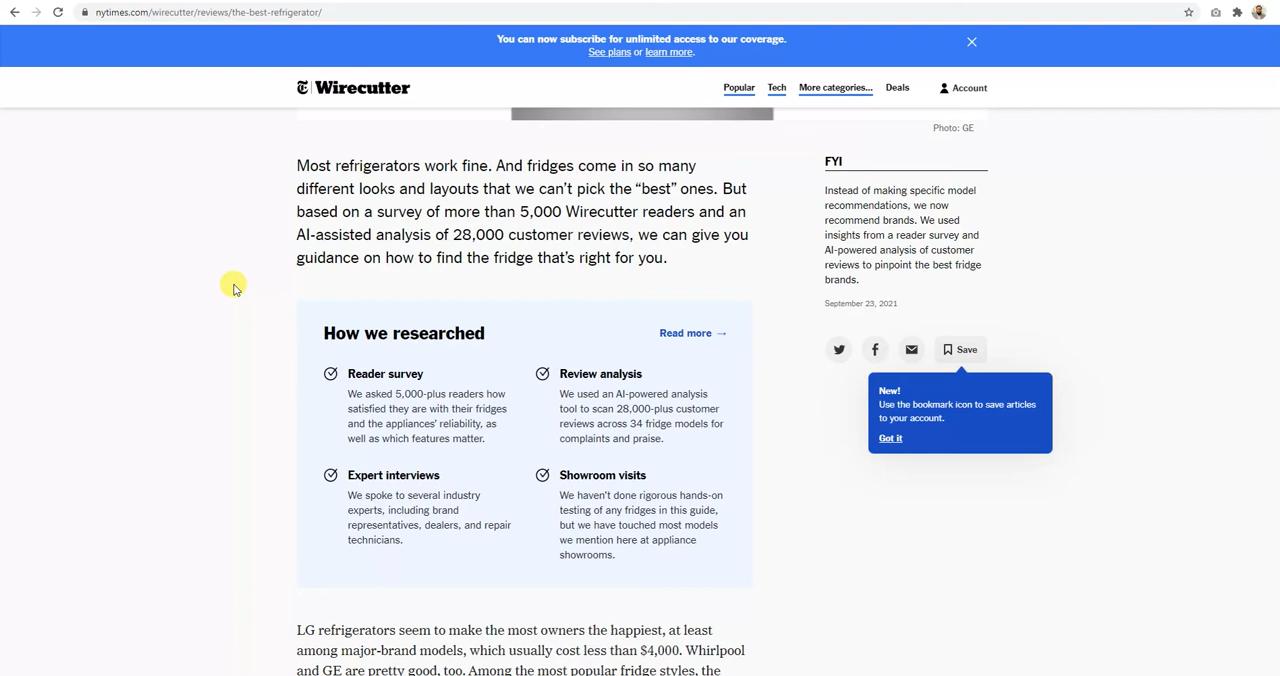 nytimes.com/wirecutter/reviews/the-best-refrigerator/
You can now subscribe for unlimited access to our coverage.
See plans or learn more.
Wirecutter
Popular
Tech
More categories...
Deals
Account
Photo: GE
Most refrigerators work fine. And fridges come in so many
different looks and layouts that we can't pick the “best” ones. But
based on a survey of more than 5,000 Wirecutter readers and an
AI-assisted analysis of 28,000 customer reviews, we can give you
guidance on how to find the fridge that's right for you.
FYI
Instead of making specific model
recommendations, we now
recommend brands. We used
insights from a reader survey and
AI-powered analysis of customer
reviews to pinpoint the best fridge
brands.
September 23, 2021
Save
New!
Use the bookmark icon to save articles
to your account.
Got it
How we researched
Read more →
Reader survey
We asked 5,000-plus readers how
satisfied they are with their fridges
and the appliances' reliability, as
well as which features matter.
Review analysis
We used an AI-powered analysis
tool to scan 28,000-plus customer
reviews across 34 fridge models for
complaints and praise.
Expert interviews
We spoke to several industry
experts, including brand
representatives, dealers, and repair
technicians.
Showroom visits
We haven't done rigorous hands-on
testing of any fridges in this guide,
but we have touched most models
we mention here at appliance
showrooms.
LG refrigerators seem to make the most owners the happiest, at least
among major-brand models, which usually cost less than $4,000. Whirlpool
and GE are pretty good, too. Among the most popular fridge styles, the